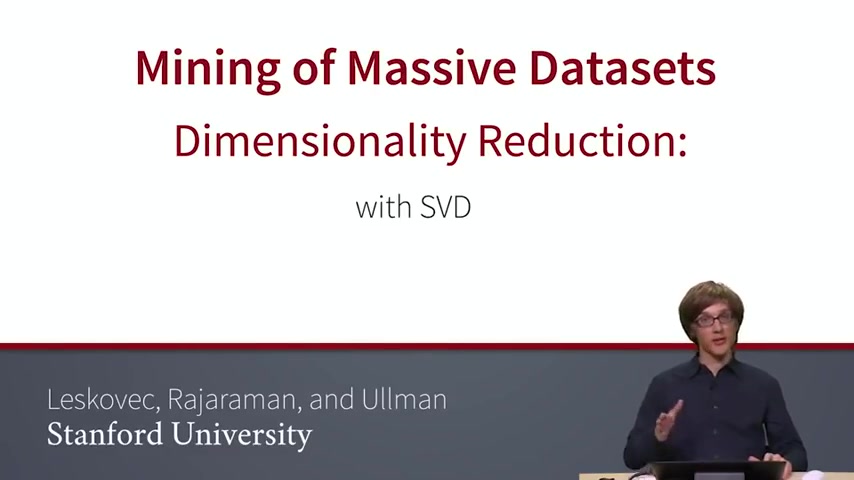 Mining of Massive Datasets
Dimensionality Reduction:
with SVD
Leskovec, Rajaraman, and Ullman
Stanford University